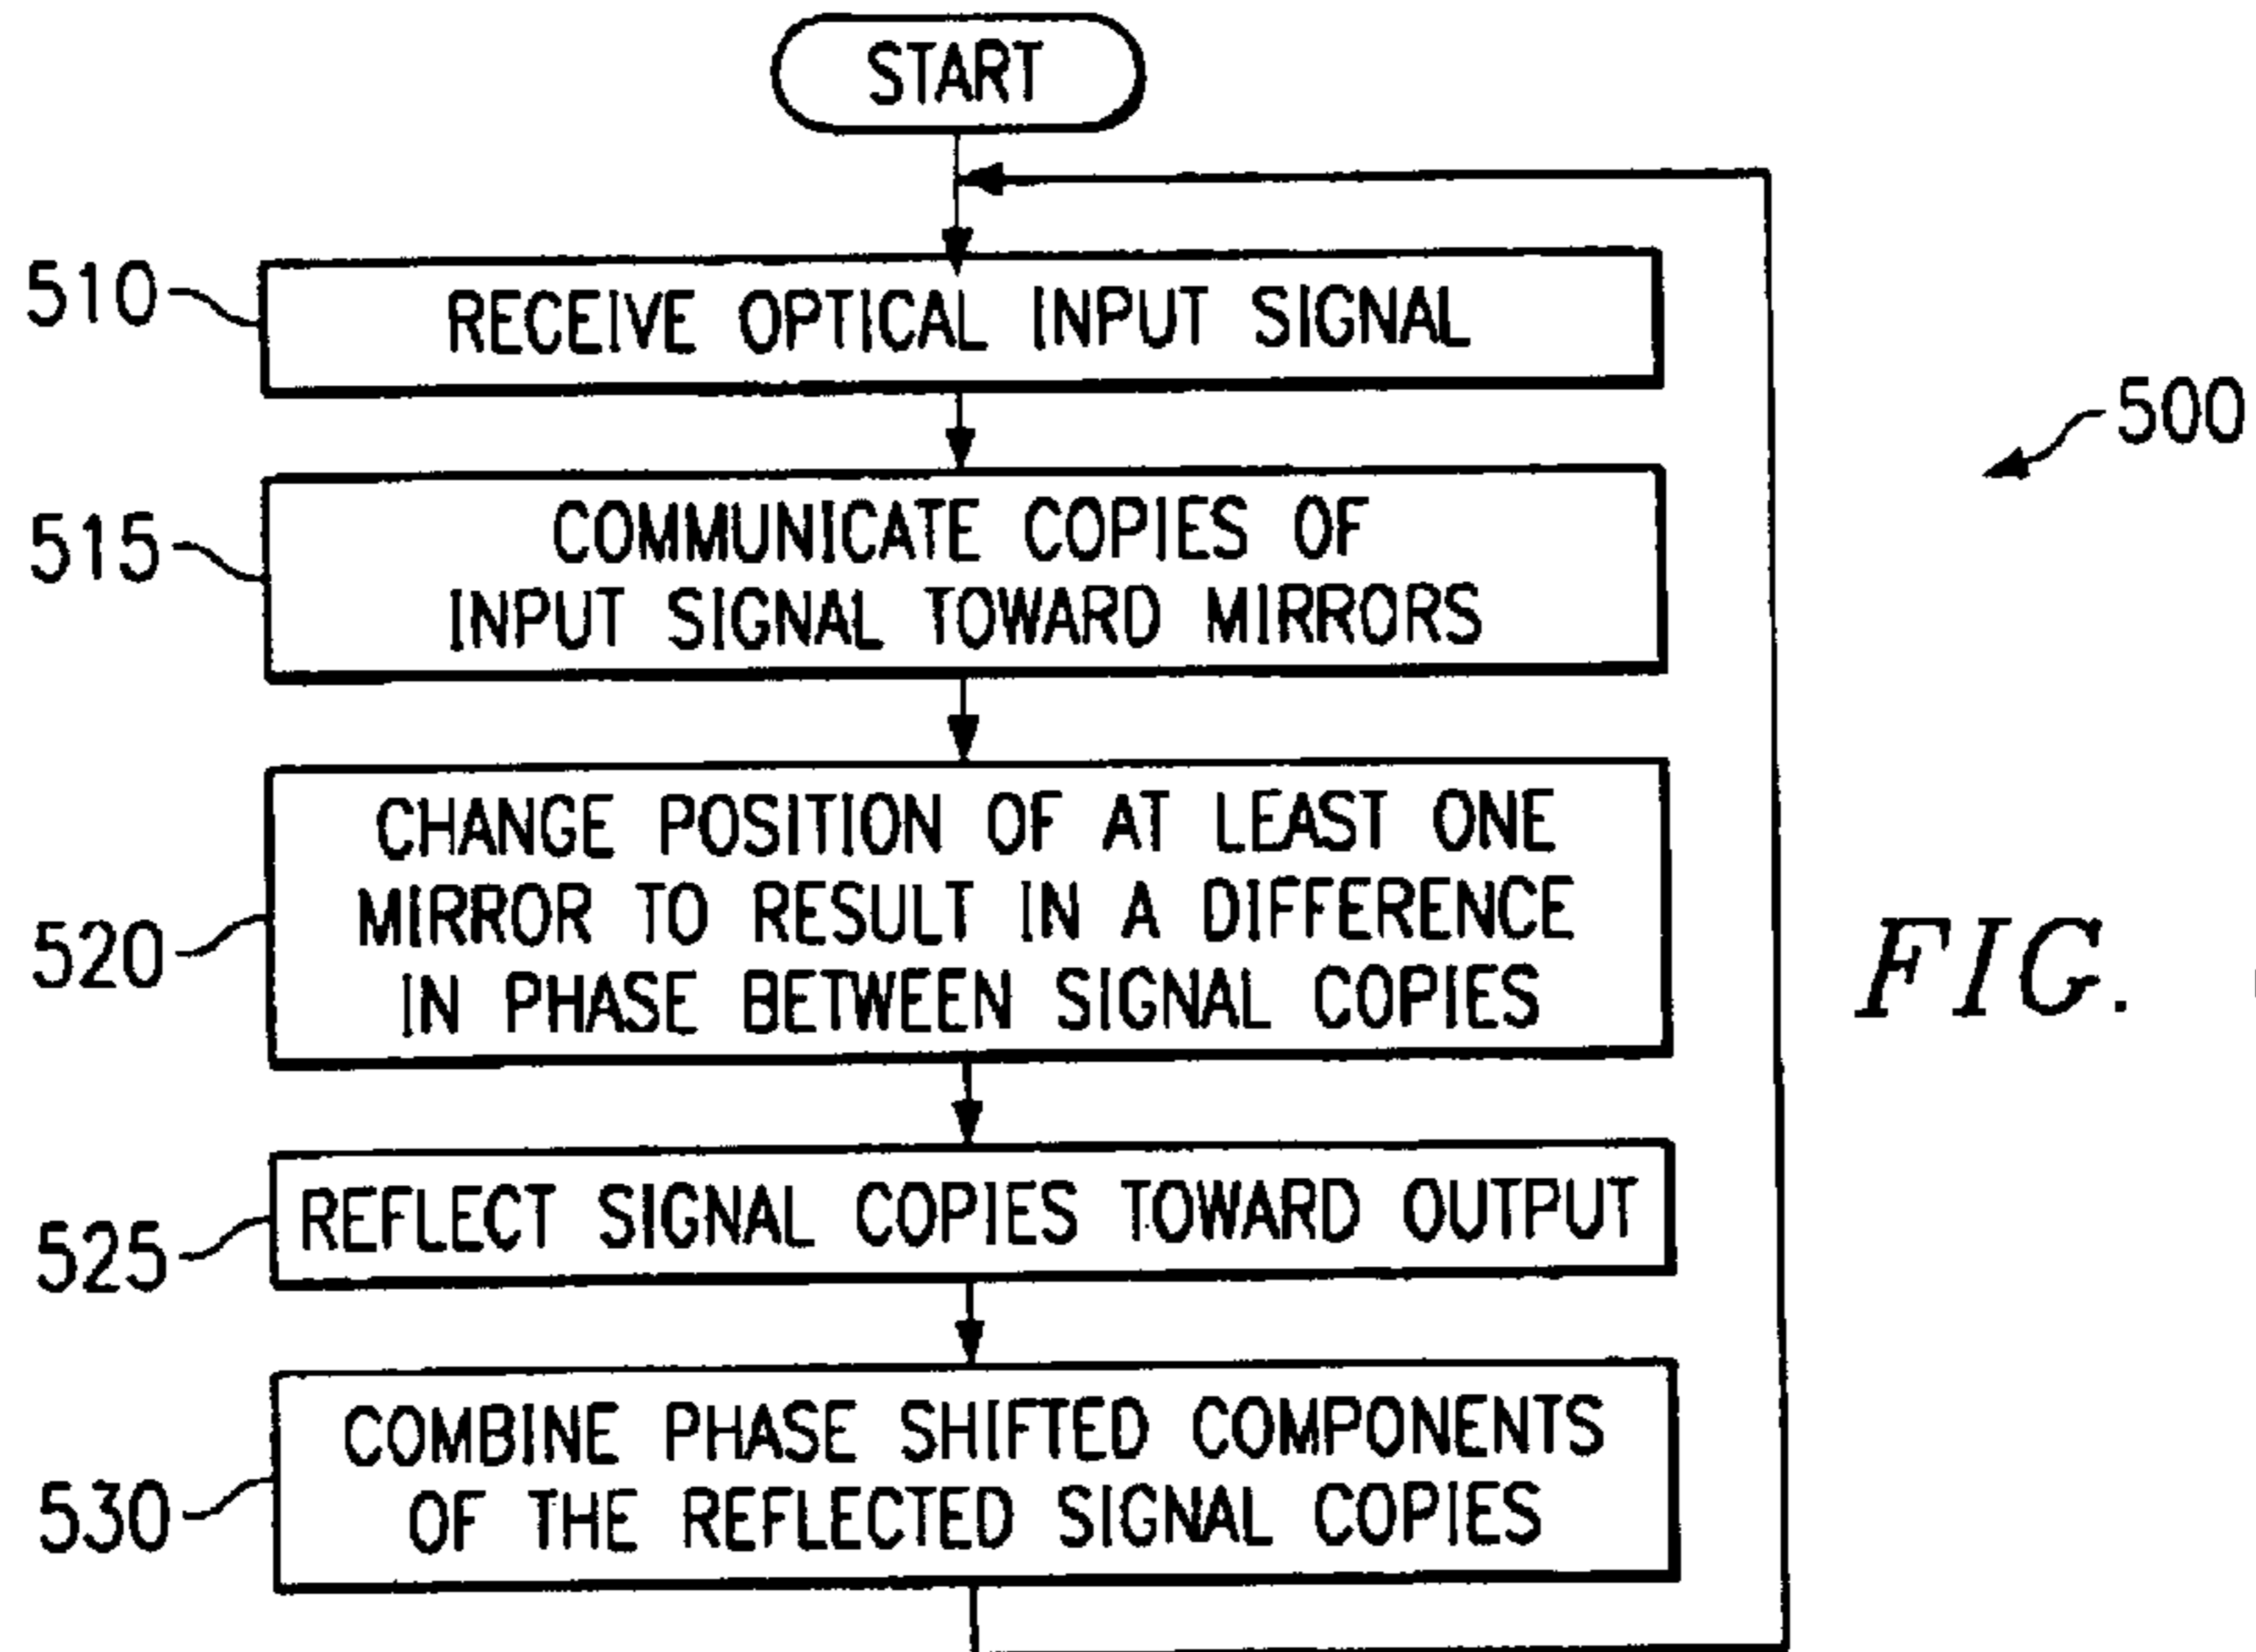 START
510
RECEIVE OPTICAL INPUT SIGNAL
500
515
COMMUNICATE COPIES OF
INPUT SIGNAL TOWARD MIRRORS
520
CHANGE POSITION OF AT LEAST ONE
MIRROR TO RESULT IN A DIFFERENCE
IN PHASE BETWEEN SIGNAL COPIES
FIG.
525
REFLECT SIGNAL COPIES TOWARD OUTPUT
530
COMBINE PHASE SHIFTED COMPONENTS
OF THE REFLECTED SIGNAL COPIES